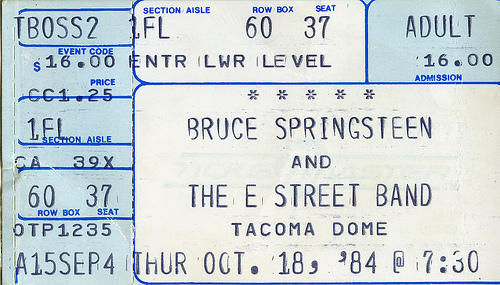 SECTION AISLE ROW BOX SEAT
TBOSS2 1FL 60 37 ADULT
EVENT CODE
$ 16.00 ENTR LWR LEVEL 16.00
PRICE ADMISSION
CC1.25 * * * * *
1FL BRUCE SPRINGSTEEN
SECTION AISLE
CA 39X AND
60 37 THE E STREET BAND
ROW BOX SEAT
OTP1235 TACOMA DOME
A15SEP4 THUR OCT. 18, '84 @ 7:30